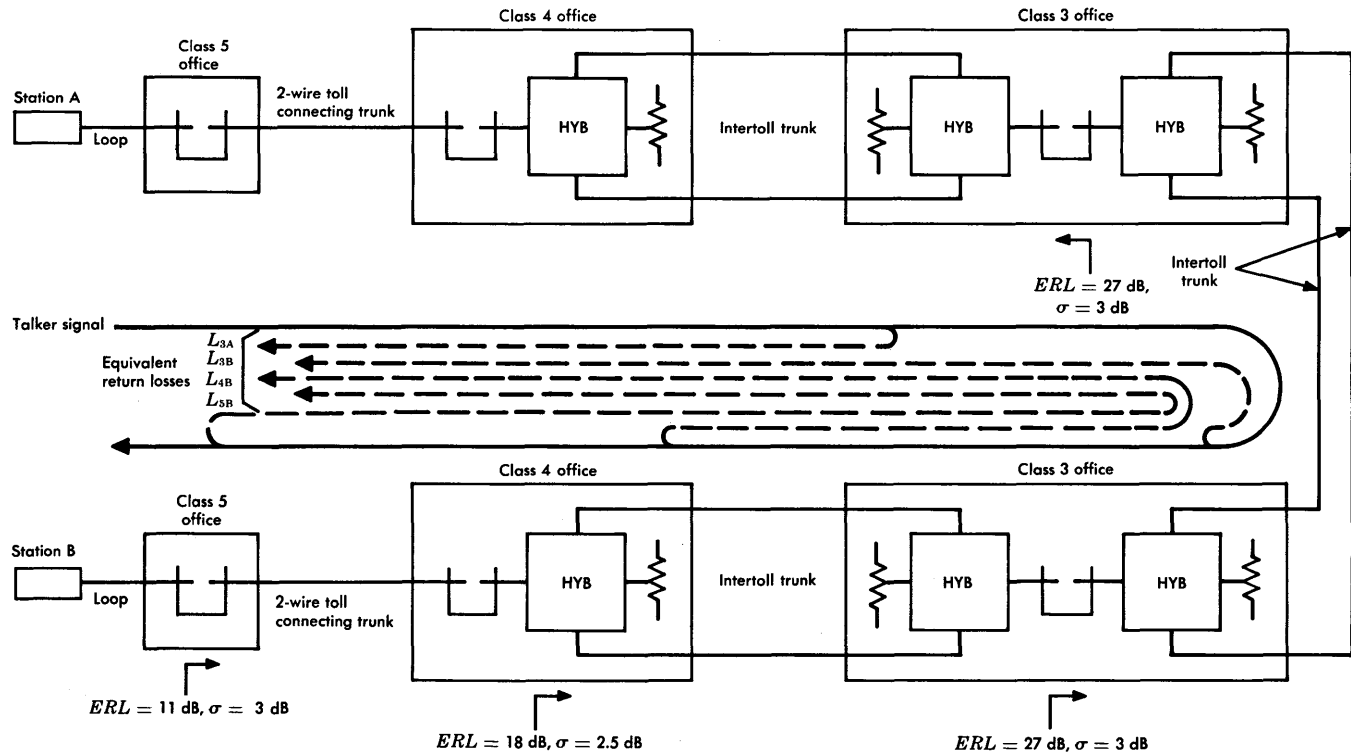 Class 4 office
Class 3 office
Class 5
office
Station A
Loop
2-wire toll
connecting trunk
HYB
Intertoll trunk
HYB
HYB
ERL = 27 dB,
σ = 3 dB
Intertoll
trunk
Talker signal
Equivalent
return losses
L3A
L3B
L4B
L5B
Class 4 office
Class 3 office
Class 5
office
Station B
Loop
2-wire toll
connecting trunk
HYB
Intertoll trunk
HYB
HYB
ERL = 11 dB, σ = 3 dB
ERL = 18 dB, σ = 2.5 dB
ERL = 27 dB, σ = 3 dB